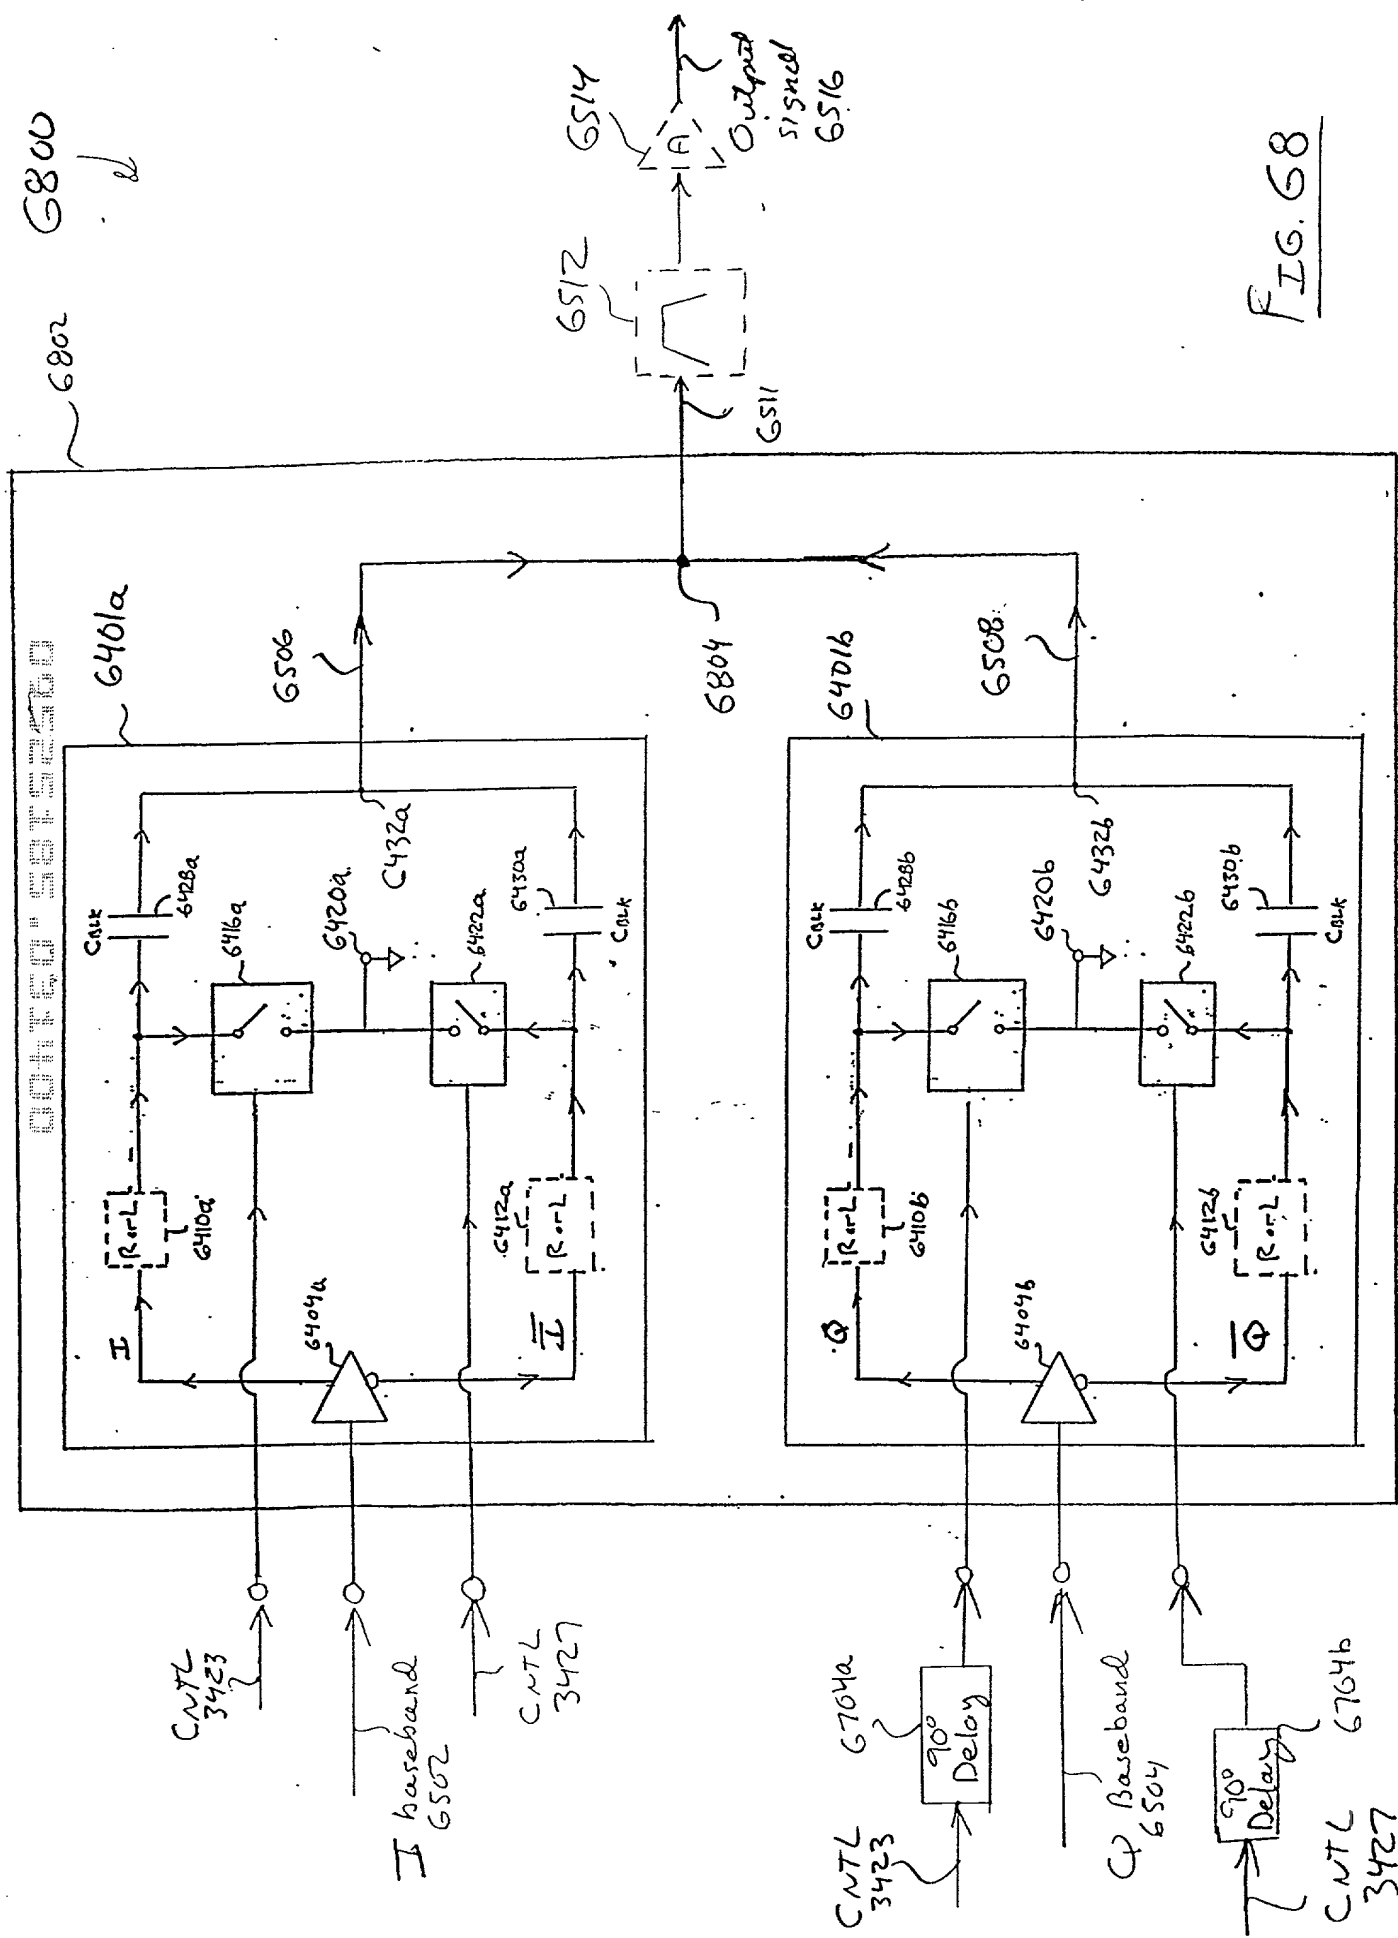 6800
6802
6401a
6506
6432a
CBLK
6428a
6416a
6420a
6422a
6430a
CBLK
R or L
6410a
6412a
R or L
I
6404a
I̅
CNTL
3423
I baseband
6502
CNTL
3427
6804
6511
6512
6514
A
Output
signal
6516
6401b
6508
6432b
CBLK
6428b
6416b
6420b
6422b
6430b
CBLK
R or L
6410b
6412b
R or L
Q
6404b
Q̅
6704a
90°
Delay
CNTL
3423
Q Baseband
6504
90°
Delay
6704b
CNTL
3427
FIG. 68